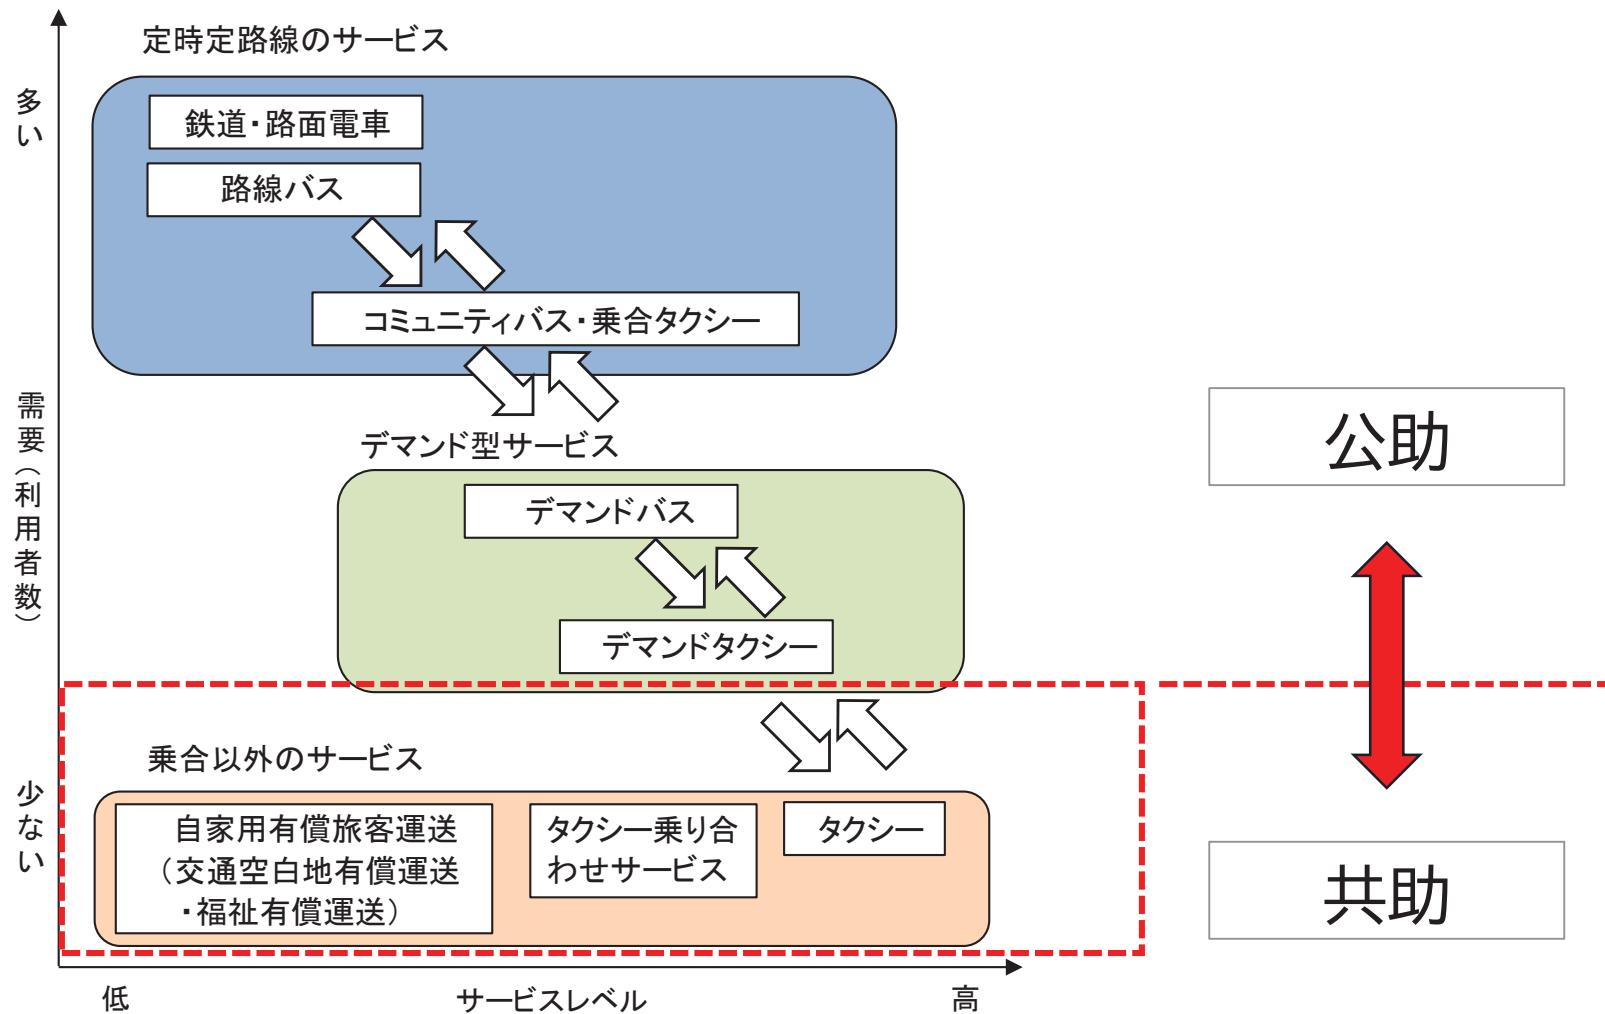 定時定路線のサービス
多い
鉄道・路面電車
路線バス
コミュニティバス・乗合タクシー
需要（利用者数）
公助
デマンド型サービス
デマンドバス
デマンドタクシー
乗合以外のサービス
少ない
自家用有償旅客運送
（交通空白地有償運送
・福祉有償運送）
タクシー乗り合
わせサービス
タクシー
共助
低
サービスレベル
高